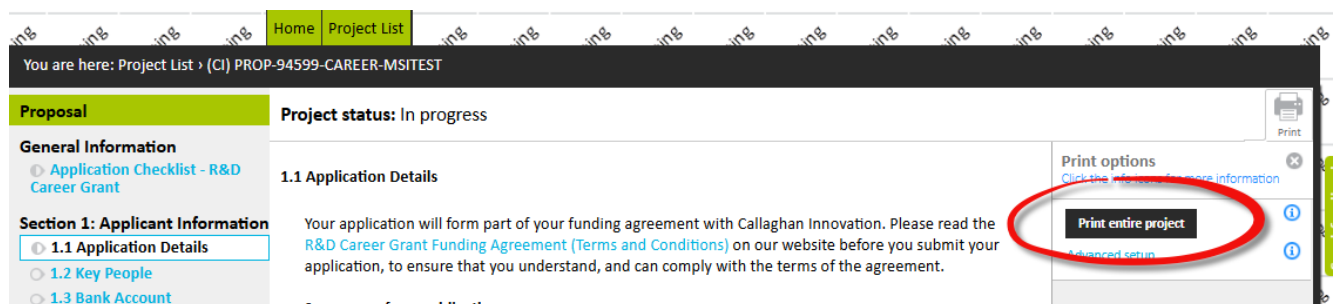 Home Project List
You are here: Project List › (CI) PROP-94599-CAREER-MSITEST
Proposal
General Information
Application Checklist - R&D
Career Grant
Section 1: Applicant Information
1.1 Application Details
1.2 Key People
1.3 Bank Account
Project status: In progress
Print
1.1 Application Details
Your application will form part of your funding agreement with Callaghan Innovation. Please read the
R&D Career Grant Funding Agreement (Terms and Conditions) on our website before you submit your
application, to ensure that you understand, and can comply with the terms of the agreement.
Print options
Click the info icons for more information
Print entire project
Advanced setup